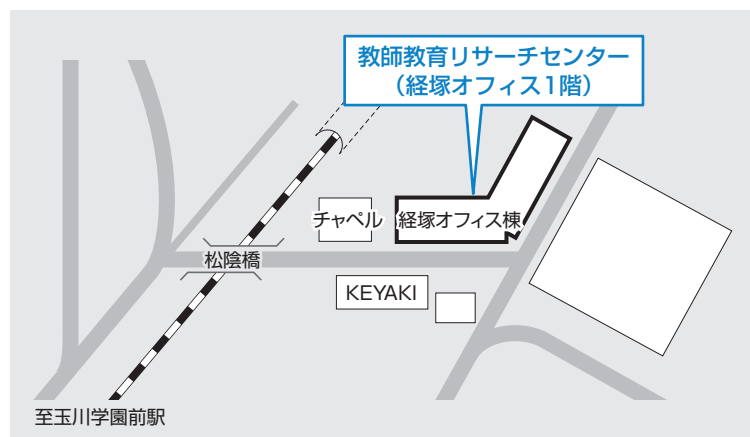 教師教育リサーチセンター
（経塚オフィス1階）
チャペル
経塚オフィス棟
松陰橋
KEYAKI
至玉川学園前駅